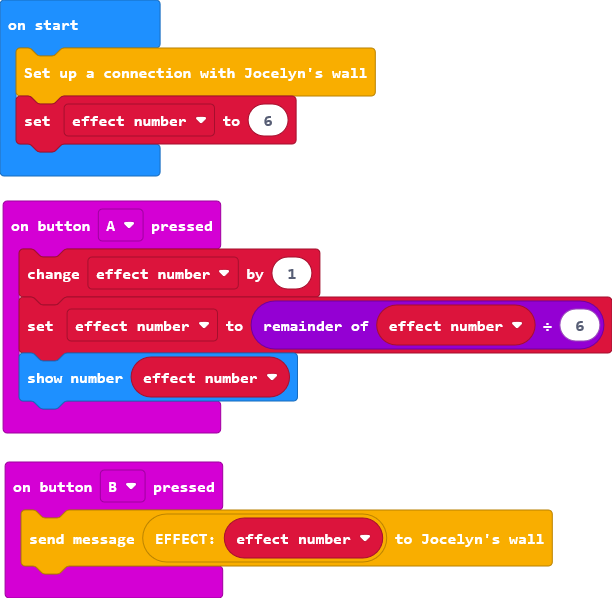 on start
Set up a connection with Jocelyn's wall
set effect number to 6
on button A pressed
change effect number by 1
set effect number to remainder of effect number ÷ 6
show number effect number
on button B pressed
send message EFFECT: effect number to Jocelyn's wall